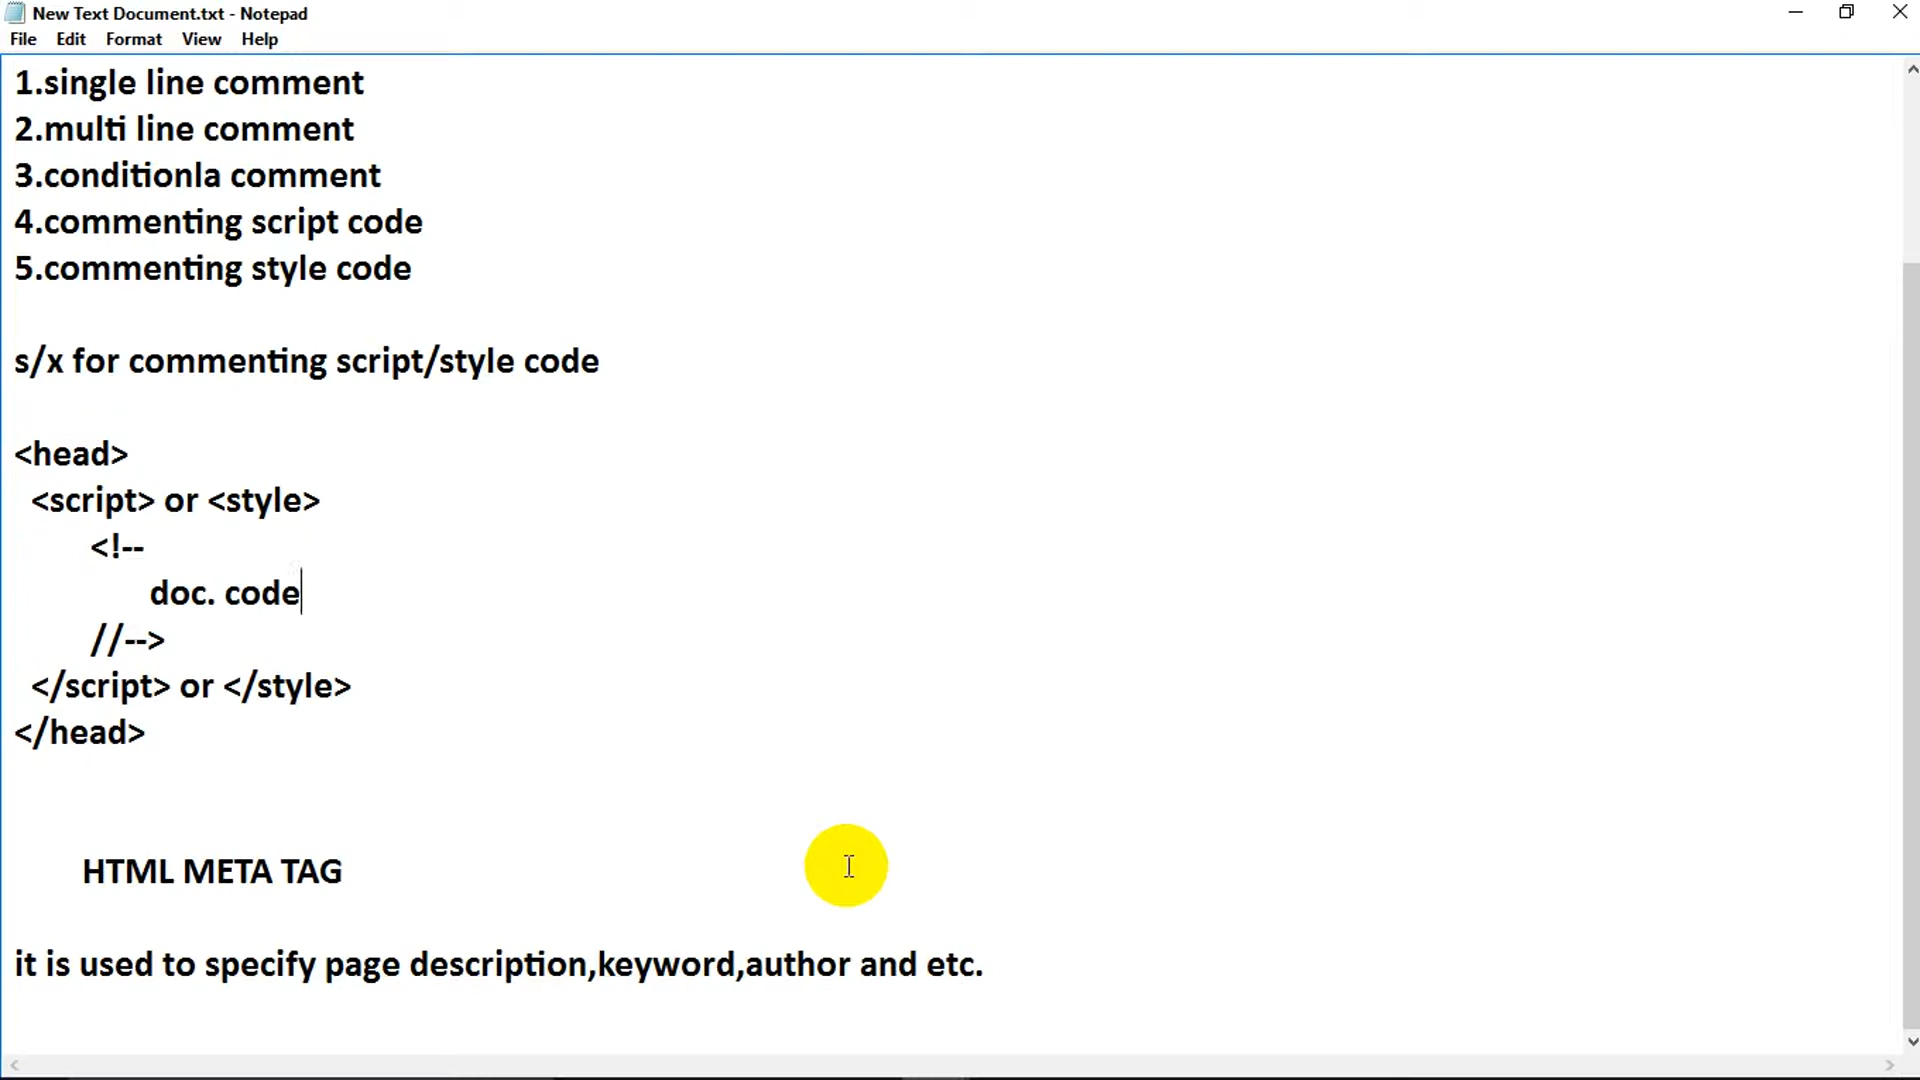 New Text Document.txt - Notepad
File Edit Format View Help
1.single line comment
2.multi line comment
3.conditionla comment
4.commenting script code
5.commenting style code
s/x for commenting script/style code
<head>
<script> or <style>
<!--
doc. code
//-->
</script> or </style>
</head>
HTML META TAG
it is used to specify page description,keyword,author and etc.